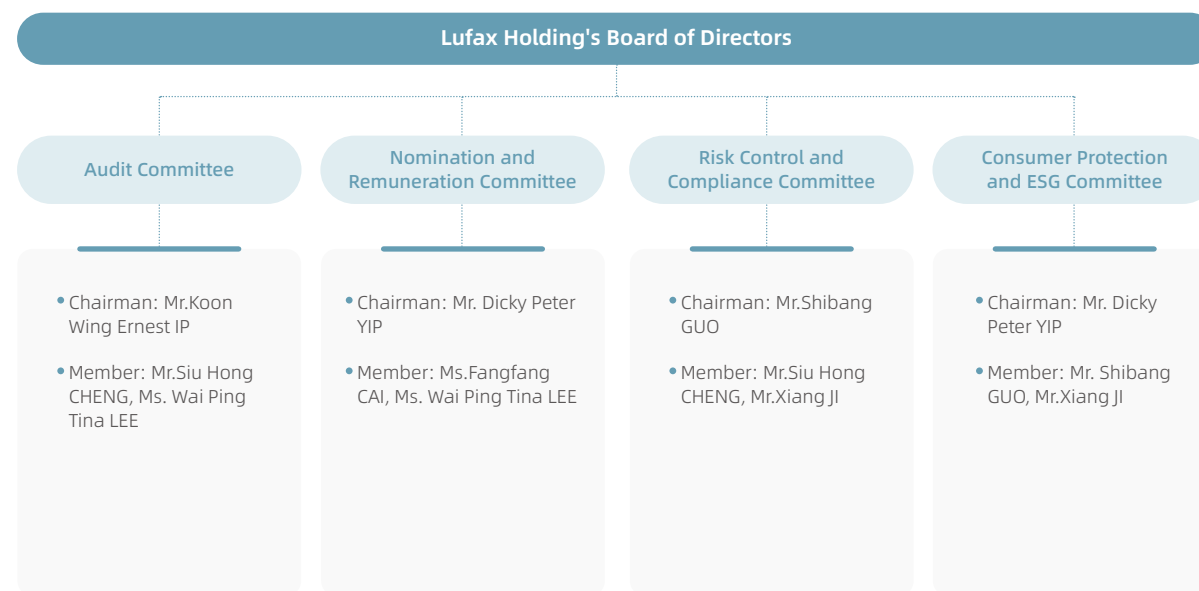 Lufax Holding's Board of Directors
Audit Committee
Nomination and
Remuneration Committee
Risk Control and
Compliance Committee
Consumer Protection
and ESG Committee
• Chairman: Mr.Koon
Wing Ernest IP
• Member: Mr.Siu Hong
CHENG, Ms. Wai Ping
Tina LEE
• Chairman: Mr. Dicky Peter
YIP
• Member: Ms.Fangfang
CAI, Ms. Wai Ping Tina LEE
• Chairman: Mr.Shibang
GUO
• Member: Mr.Siu Hong
CHENG, Mr.Xiang JI
• Chairman: Mr. Dicky
Peter YIP
• Member: Mr. Shibang
GUO, Mr.Xiang JI